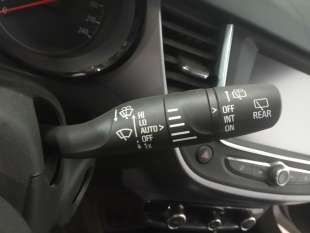 HI
LO
AUTO
OFF
1x
OFF
INT
ON
REAR